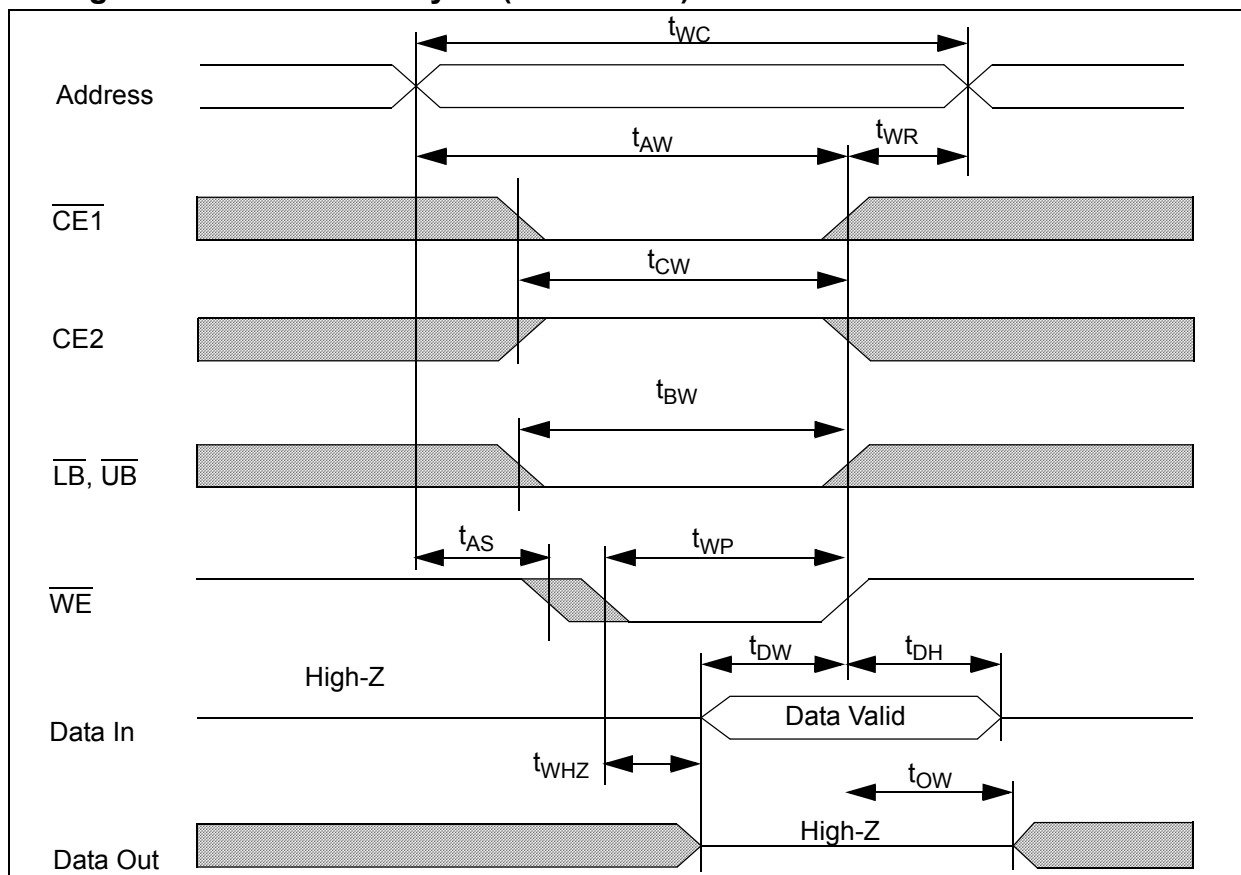 tWC
Address
tAW
tWR
CE1
tCW
CE2
tBW
LB, UB
tAS
tWP
WE
tDW
tDH
High-Z
Data Valid
Data In
tWHZ
tOW
High-Z
Data Out